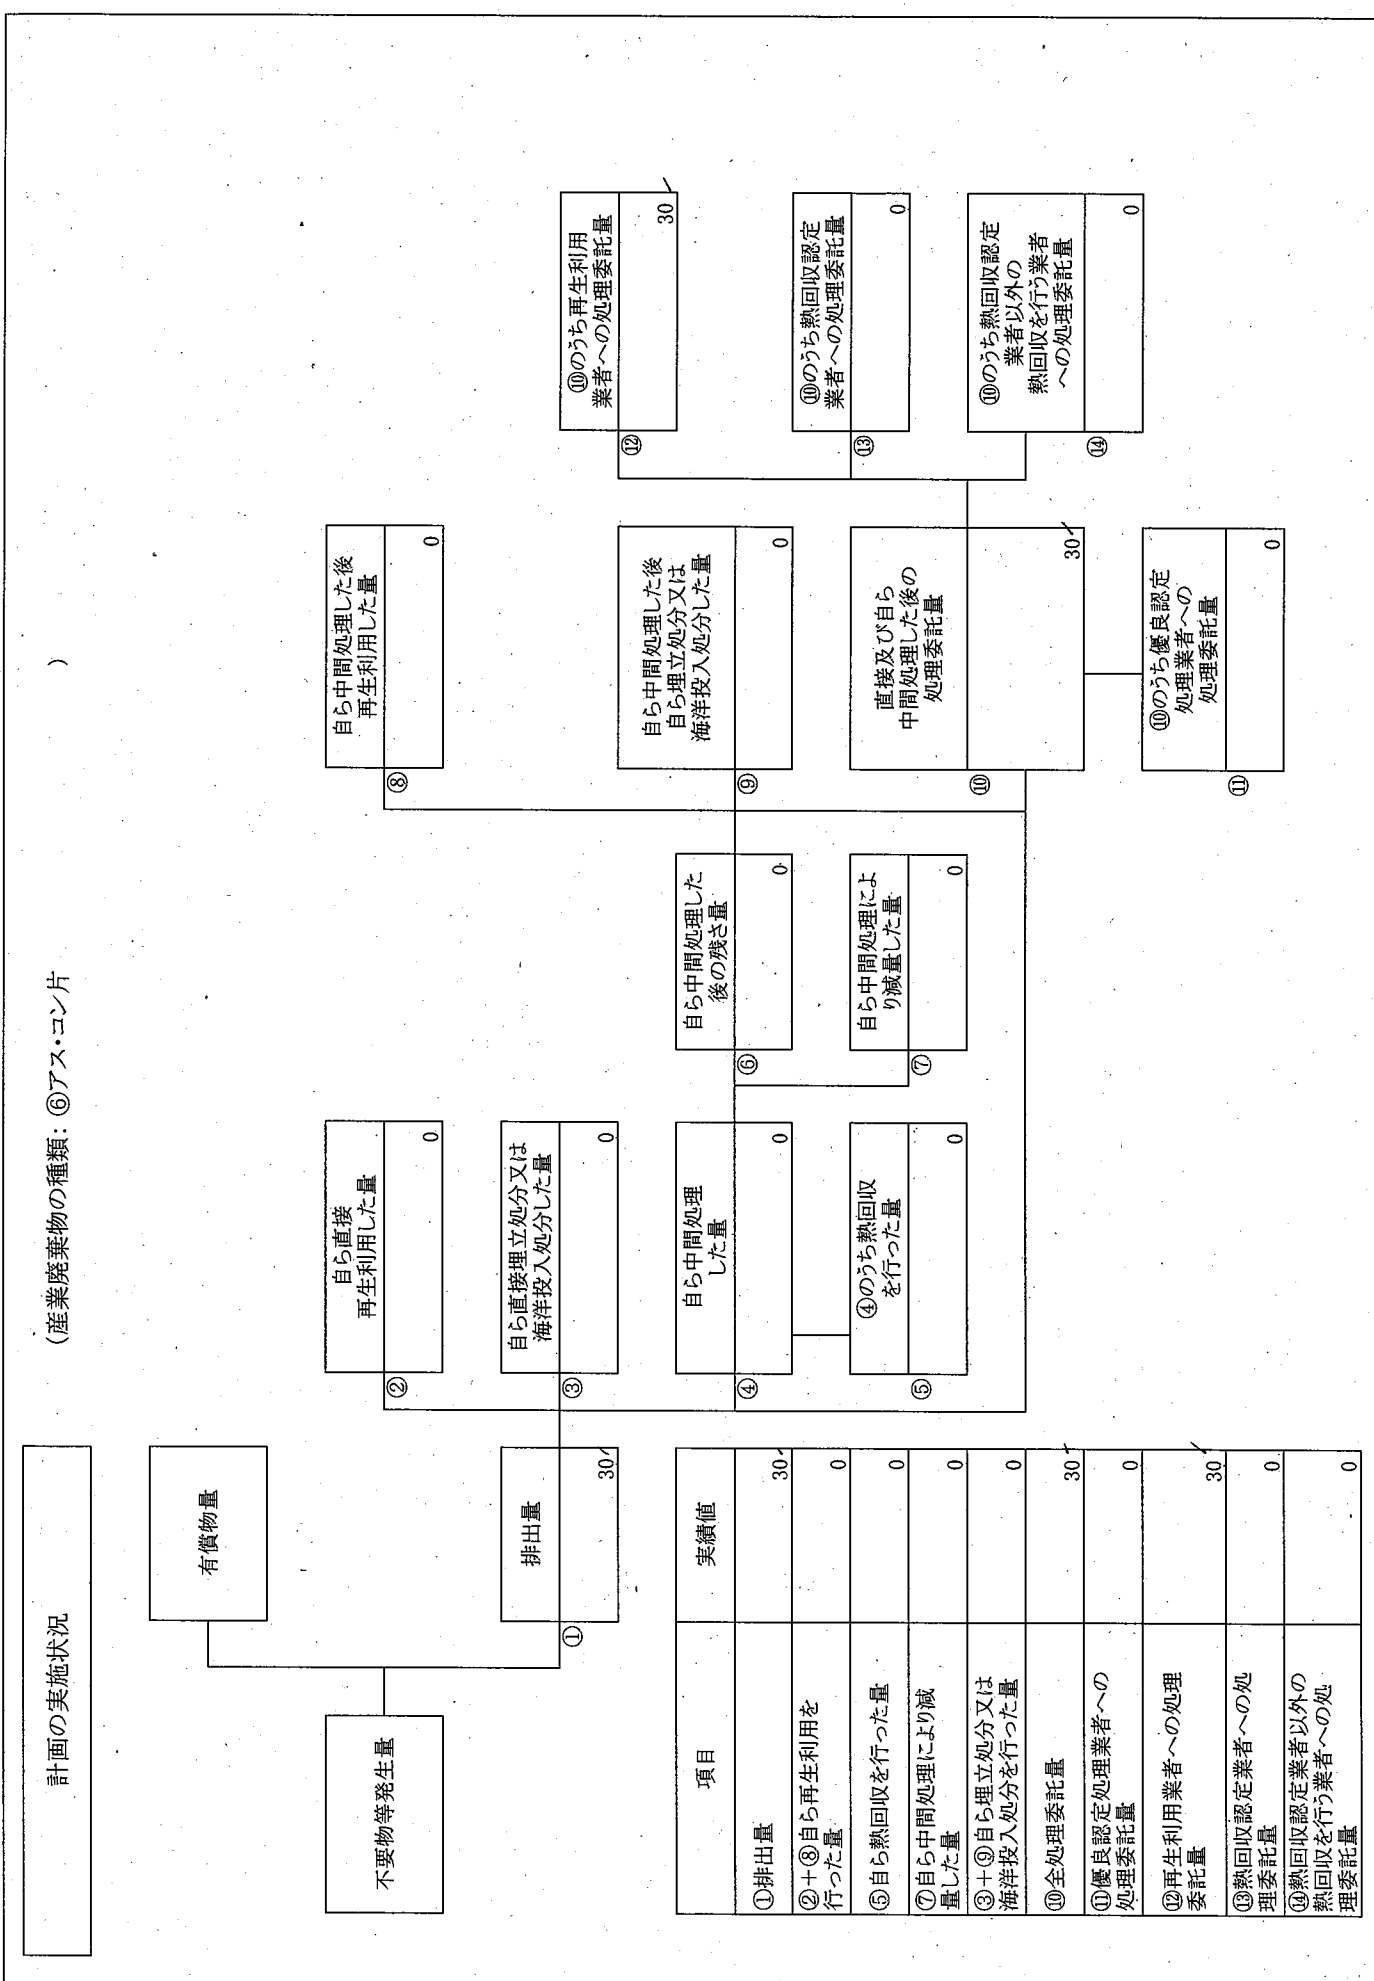 計画の実施状況
(産業廃棄物の種類:⑥アス・コン片 )
有償物量
不要物等発生量
①
排出量
30
②
自ら直接
再生利用した量
0
③
自ら直接埋立処分又は
海洋投入処分した量
0
④
自ら中間処理
した量
0
⑤
④のうち熱回収
を行った量
0
⑥
自ら中間処理した
後の残さ量
0
⑦
自ら中間処理によ
り減量した量
0
⑧
自ら中間処理した後
再生利用した量
0
⑨
自ら中間処理した後
自ら埋立処分又は
海洋投入処分した量
0
⑩
直接及び自ら
中間処理した後の
処理委託量
30
⑪
⑩のうち優良認定
処理業者への
処理委託量
0
⑫
⑩のうち再生利用
業者への処理委託量
30
⑬
⑩のうち熱回収認定
業者への処理委託量
0
⑭
⑩のうち熱回収認定
業者以外の
熱回収を行う業者
への処理委託量
0
項目 実績値
①排出量 30
②+⑧自ら再生利用を
行った量 0
⑤自ら熱回収を行った量 0
⑦自ら中間処理により減
量した量 0
③+⑨自ら埋立処分又は
海洋投入処分を行った量 0
⑩全処理委託量 30
⑪優良認定処理業者への
処理委託量 0
⑫再生利用業者への処理
委託量 30
⑬熱回収認定業者への処
理委託量 0
⑭熱回収認定業者以外の
熱回収を行う業者への処
理委託量 0